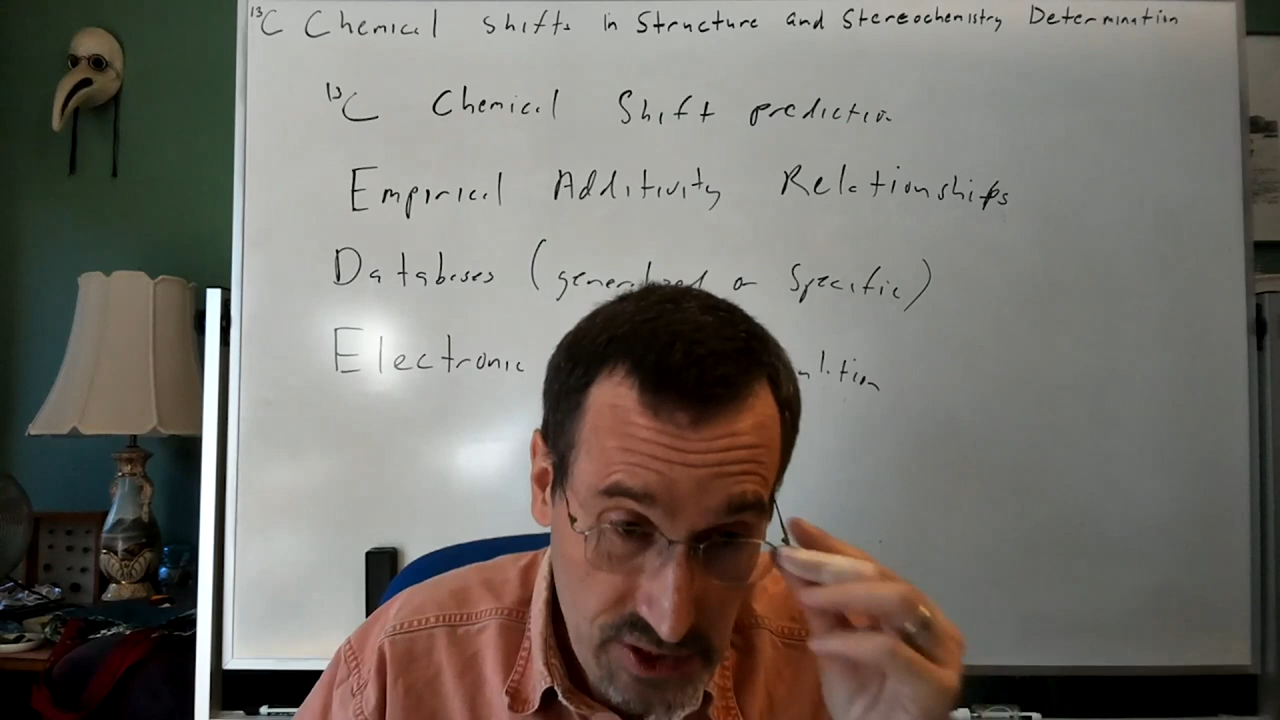 ¹³C Chemical Shifts in Structure and Stereochemistry Determination
¹³C Chemical Shift prediction
Empirical Additivity Relationships
Databases (generalized or Specific)
Electronic